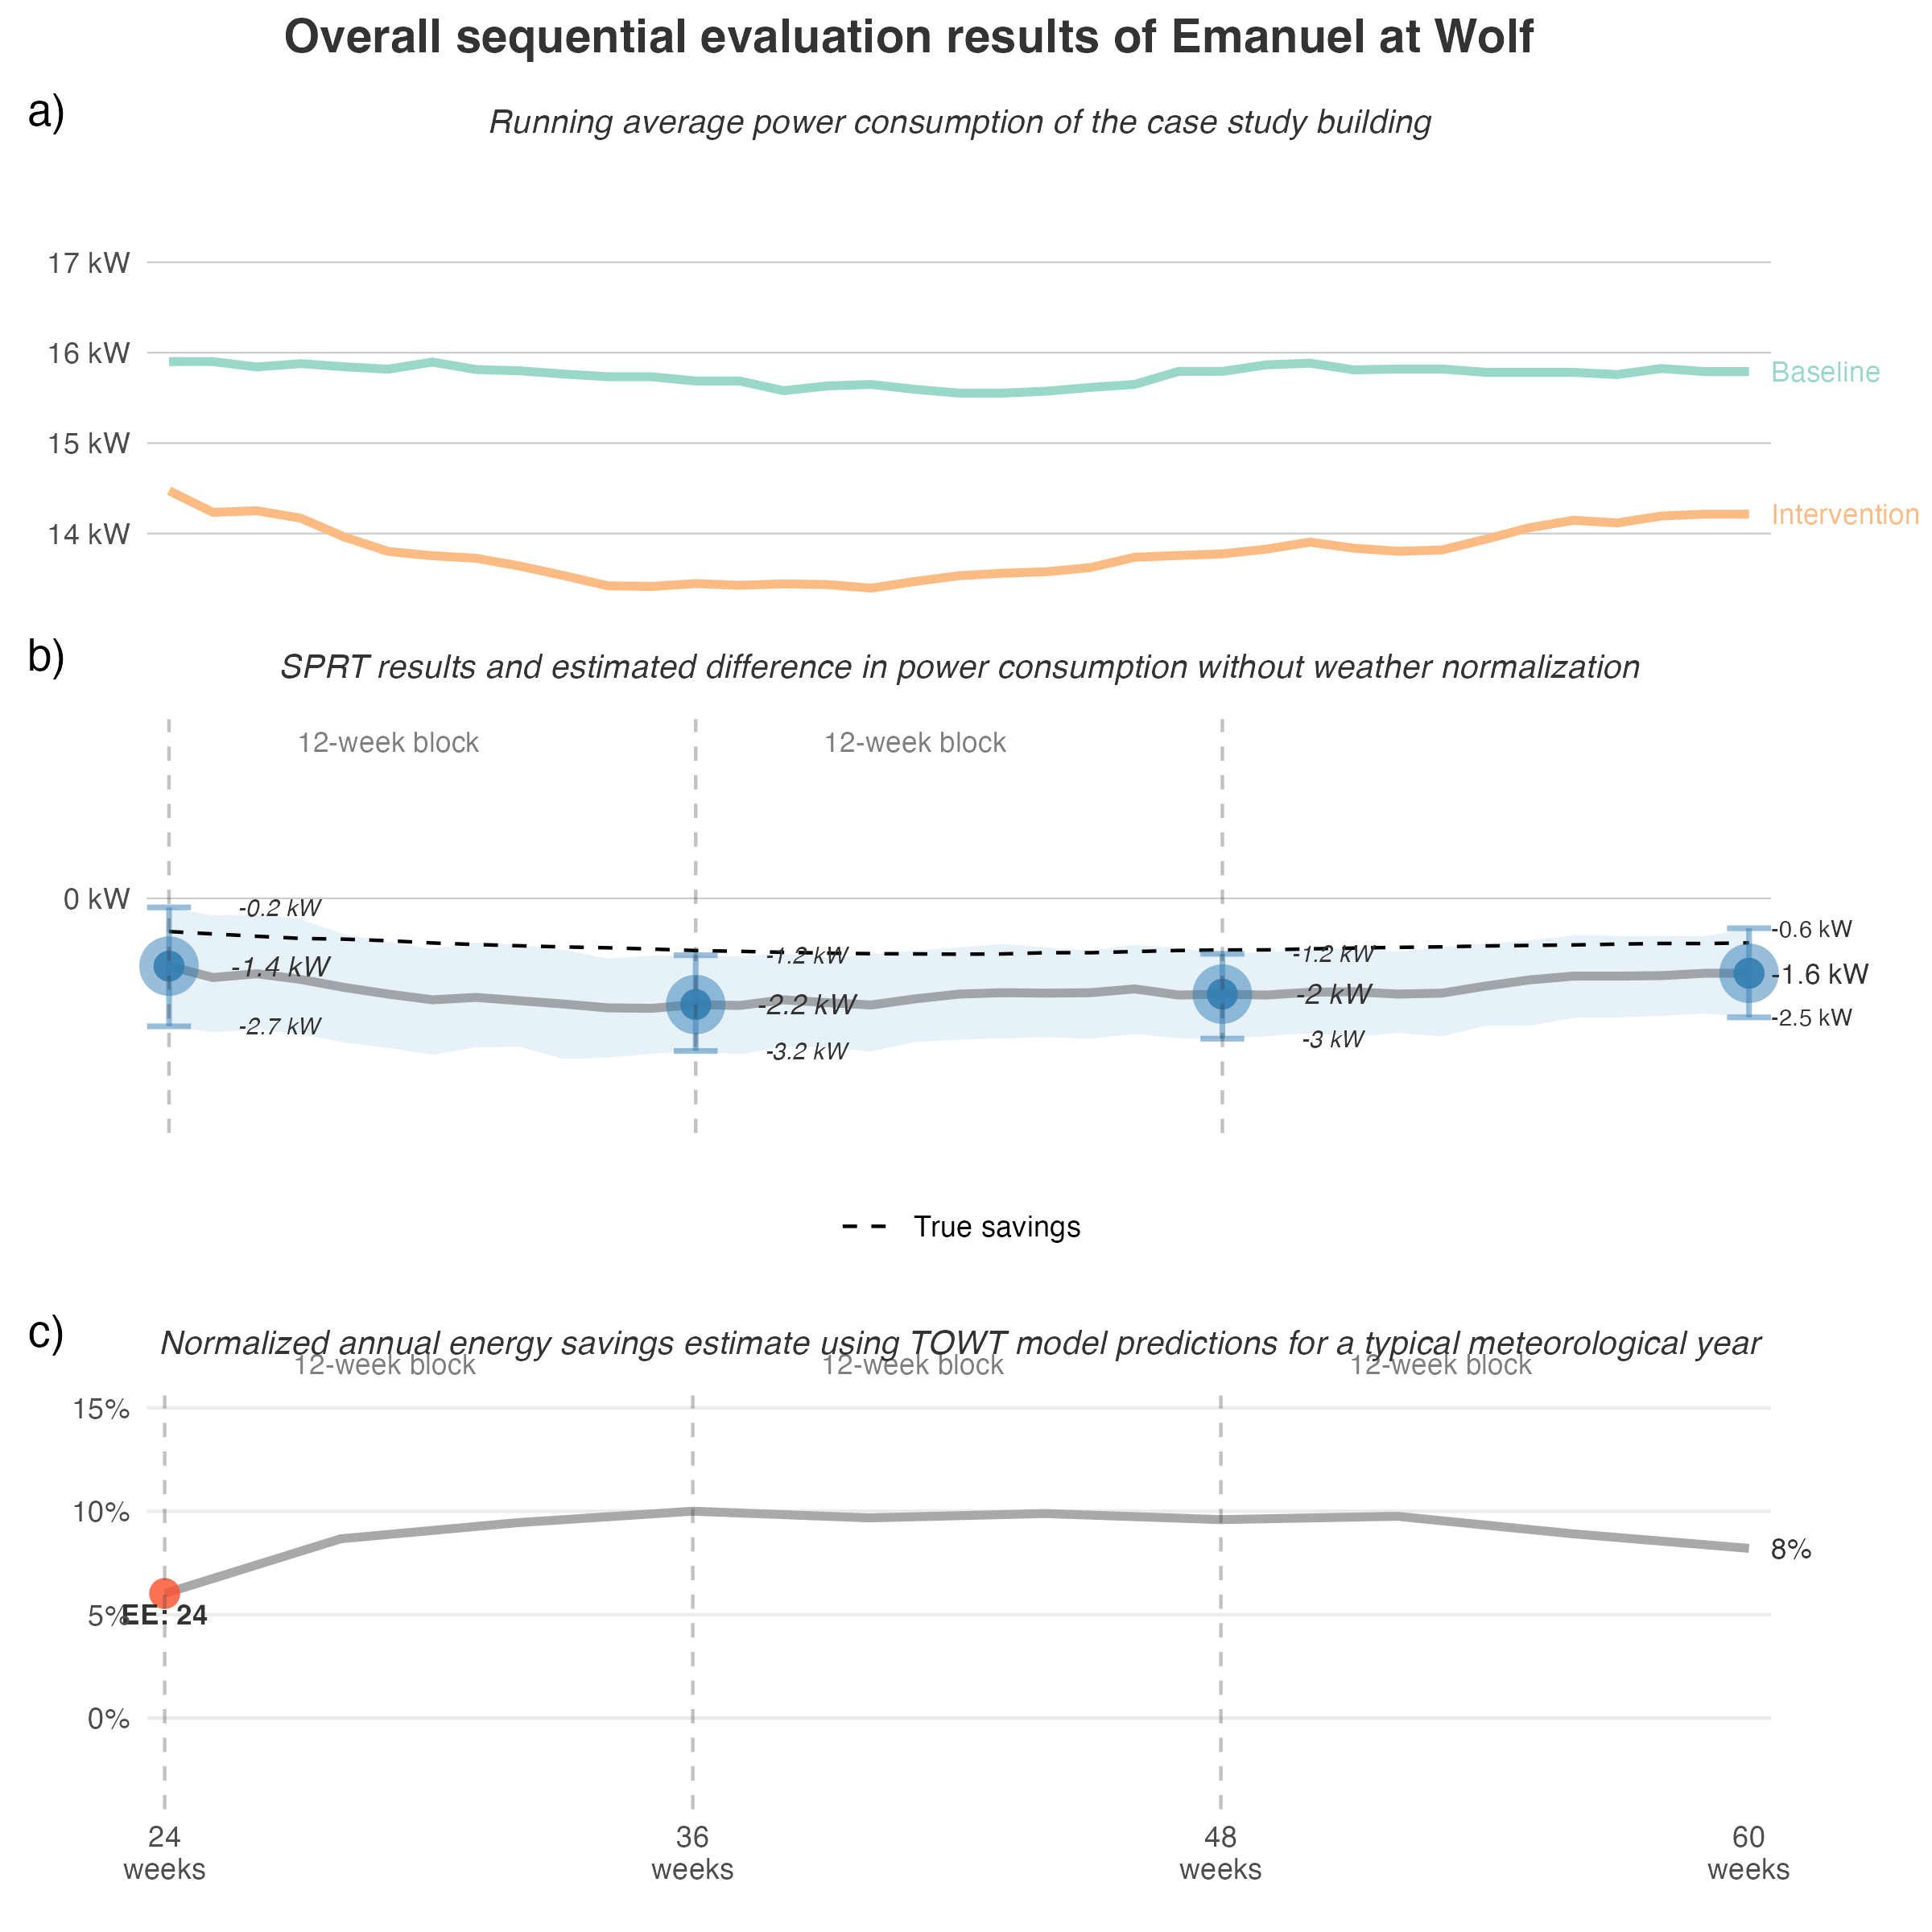 Overall sequential evaluation results of Emanuel at Wolf
a)
Running average power consumption of the case study building
17 kW
16 kW
Baseline
15 kW
Intervention
14 kW
b)
SPRT results and estimated difference in power consumption without weather normalization
12-week block
12-week block
0 kW
-0.2 kW
-1.4 kW
-2.7 kW
-1.2 kW
-2.2 kW
-3.2 kW
-1.2 kW
-2 kW
-3 kW
-0.6 kW
-1.6 kW
-2.5 kW
True savings
c)
Normalized annual energy savings estimate using TOWT model predictions for a typical meteorological year
12-week block
12-week block
12-week block
15%
10%
8%
5%
EE: 24
0%
24
weeks
36
weeks
48
weeks
60
weeks